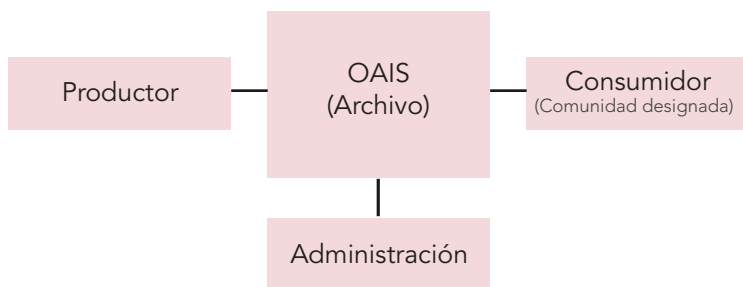 Productor
OAIS
(Archivo)
Consumidor
(Comunidad designada)
Administración